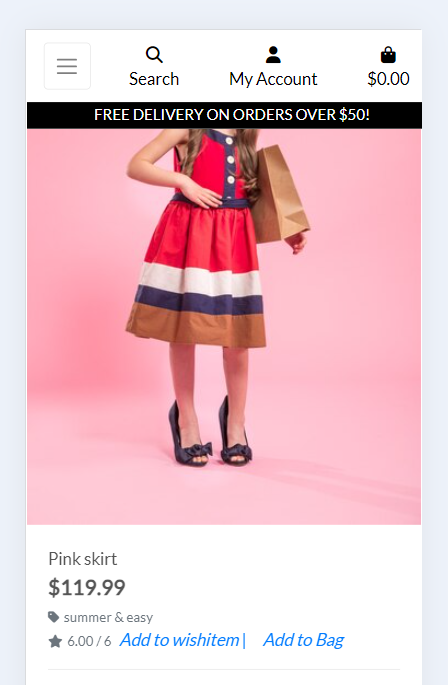 Search My Account $0.00
FREE DELIVERY ON ORDERS OVER $50!
Pink skirt
$119.99
summer & easy
6.00 / 6 Add to wishitem | Add to Bag